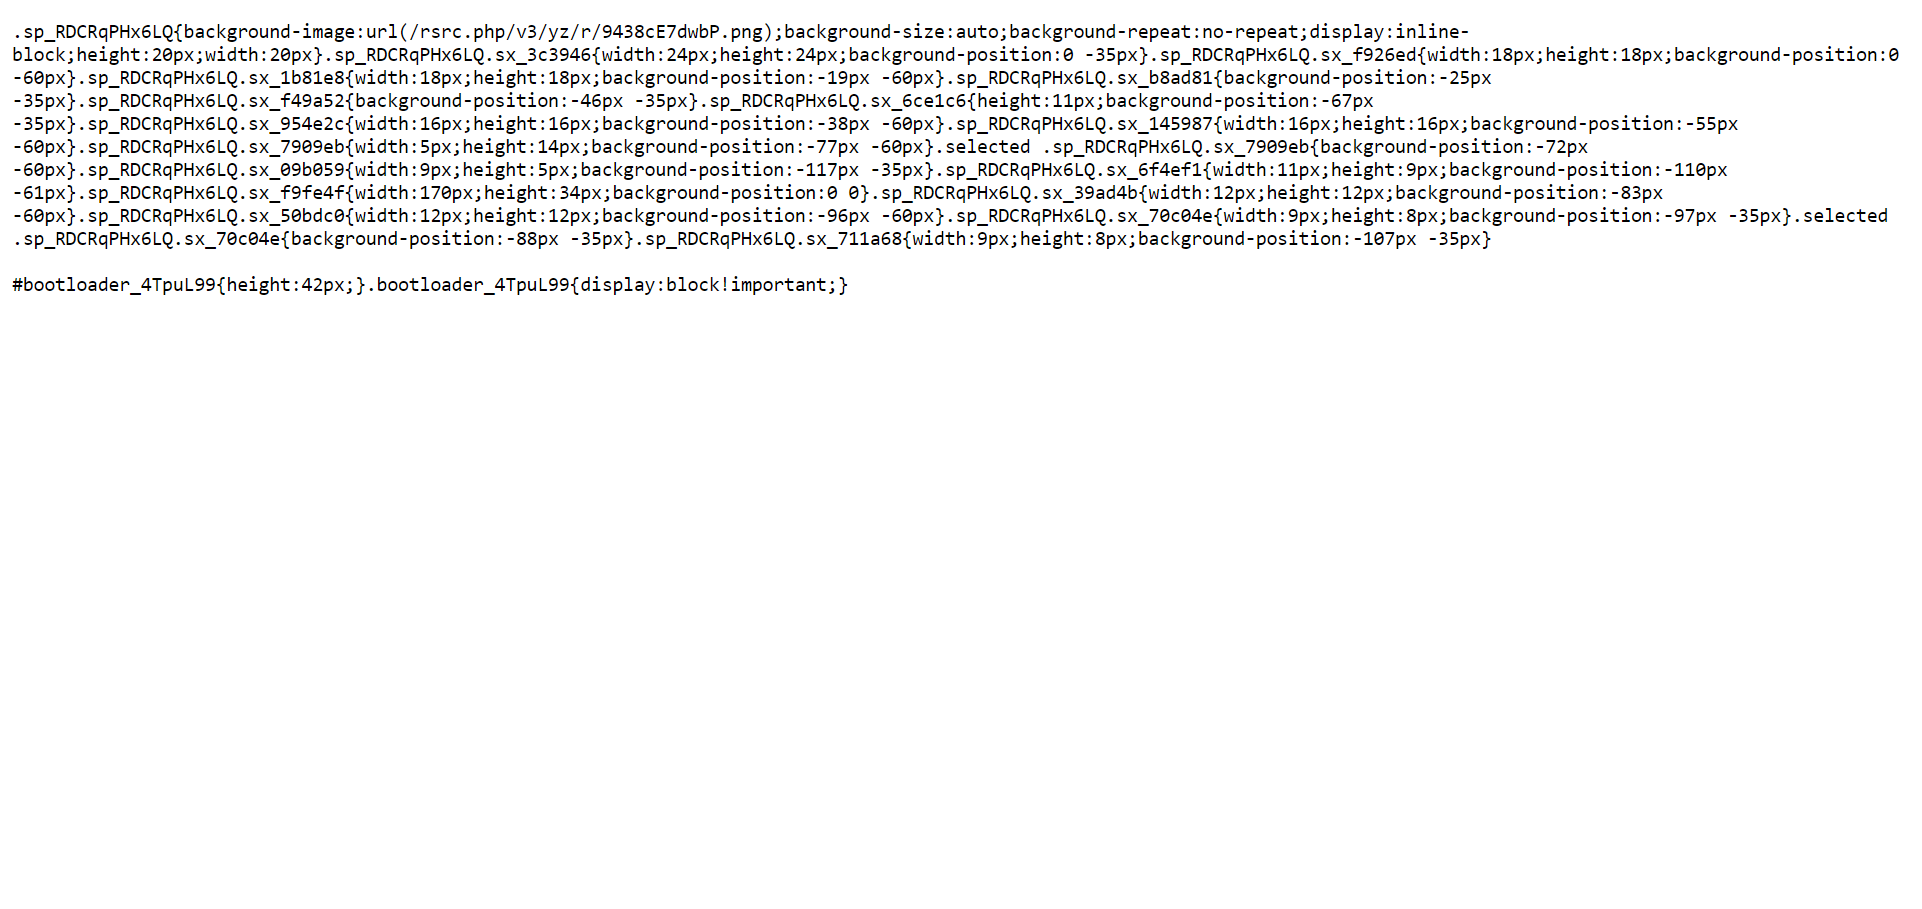 .sp_RDCRqPHx6LQ{background-image:url(/rsrc.php/v3/yz/r/9438cE7dwbP.png);background-size:auto;background-repeat:no-repeat;display:inline-
block;height:20px;width:20px}.sp_RDCRqPHx6LQ.sx_3c3946{width:24px;height:24px;background-position:0 -35px}.sp_RDCRqPHx6LQ.sx_f926ed{width:18px;height:18px;background-position:0
-60px}.sp_RDCRqPHx6LQ.sx_1b81e8{width:18px;height:18px;background-position:-19px -60px}.sp_RDCRqPHx6LQ.sx_b8ad81{background-position:-25px
-35px}.sp_RDCRqPHx6LQ.sx_f49a52{background-position:-46px -35px}.sp_RDCRqPHx6LQ.sx_6ce1c6{height:11px;background-position:-67px
-35px}.sp_RDCRqPHx6LQ.sx_954e2c{width:16px;height:16px;background-position:-38px -60px}.sp_RDCRqPHx6LQ.sx_145987{width:16px;height:16px;background-position:-55px
-60px}.sp_RDCRqPHx6LQ.sx_7909eb{width:5px;height:14px;background-position:-77px -60px}.selected .sp_RDCRqPHx6LQ.sx_7909eb{background-position:-72px
-60px}.sp_RDCRqPHx6LQ.sx_09b059{width:9px;height:5px;background-position:-117px -35px}.sp_RDCRqPHx6LQ.sx_6f4ef1{width:11px;height:9px;background-position:-110px
-61px}.sp_RDCRqPHx6LQ.sx_f9fe4f{width:170px;height:34px;background-position:0 0}.sp_RDCRqPHx6LQ.sx_39ad4b{width:12px;height:12px;background-position:-83px
-60px}.sp_RDCRqPHx6LQ.sx_50bdc0{width:12px;height:12px;background-position:-96px -60px}.sp_RDCRqPHx6LQ.sx_70c04e{width:9px;height:8px;background-position:-97px -35px}.selected
.sp_RDCRqPHx6LQ.sx_70c04e{background-position:-88px -35px}.sp_RDCRqPHx6LQ.sx_711a68{width:9px;height:8px;background-position:-107px -35px}
#bootloader_4TpuL99{height:42px;}.bootloader_4TpuL99{display:block!important;}